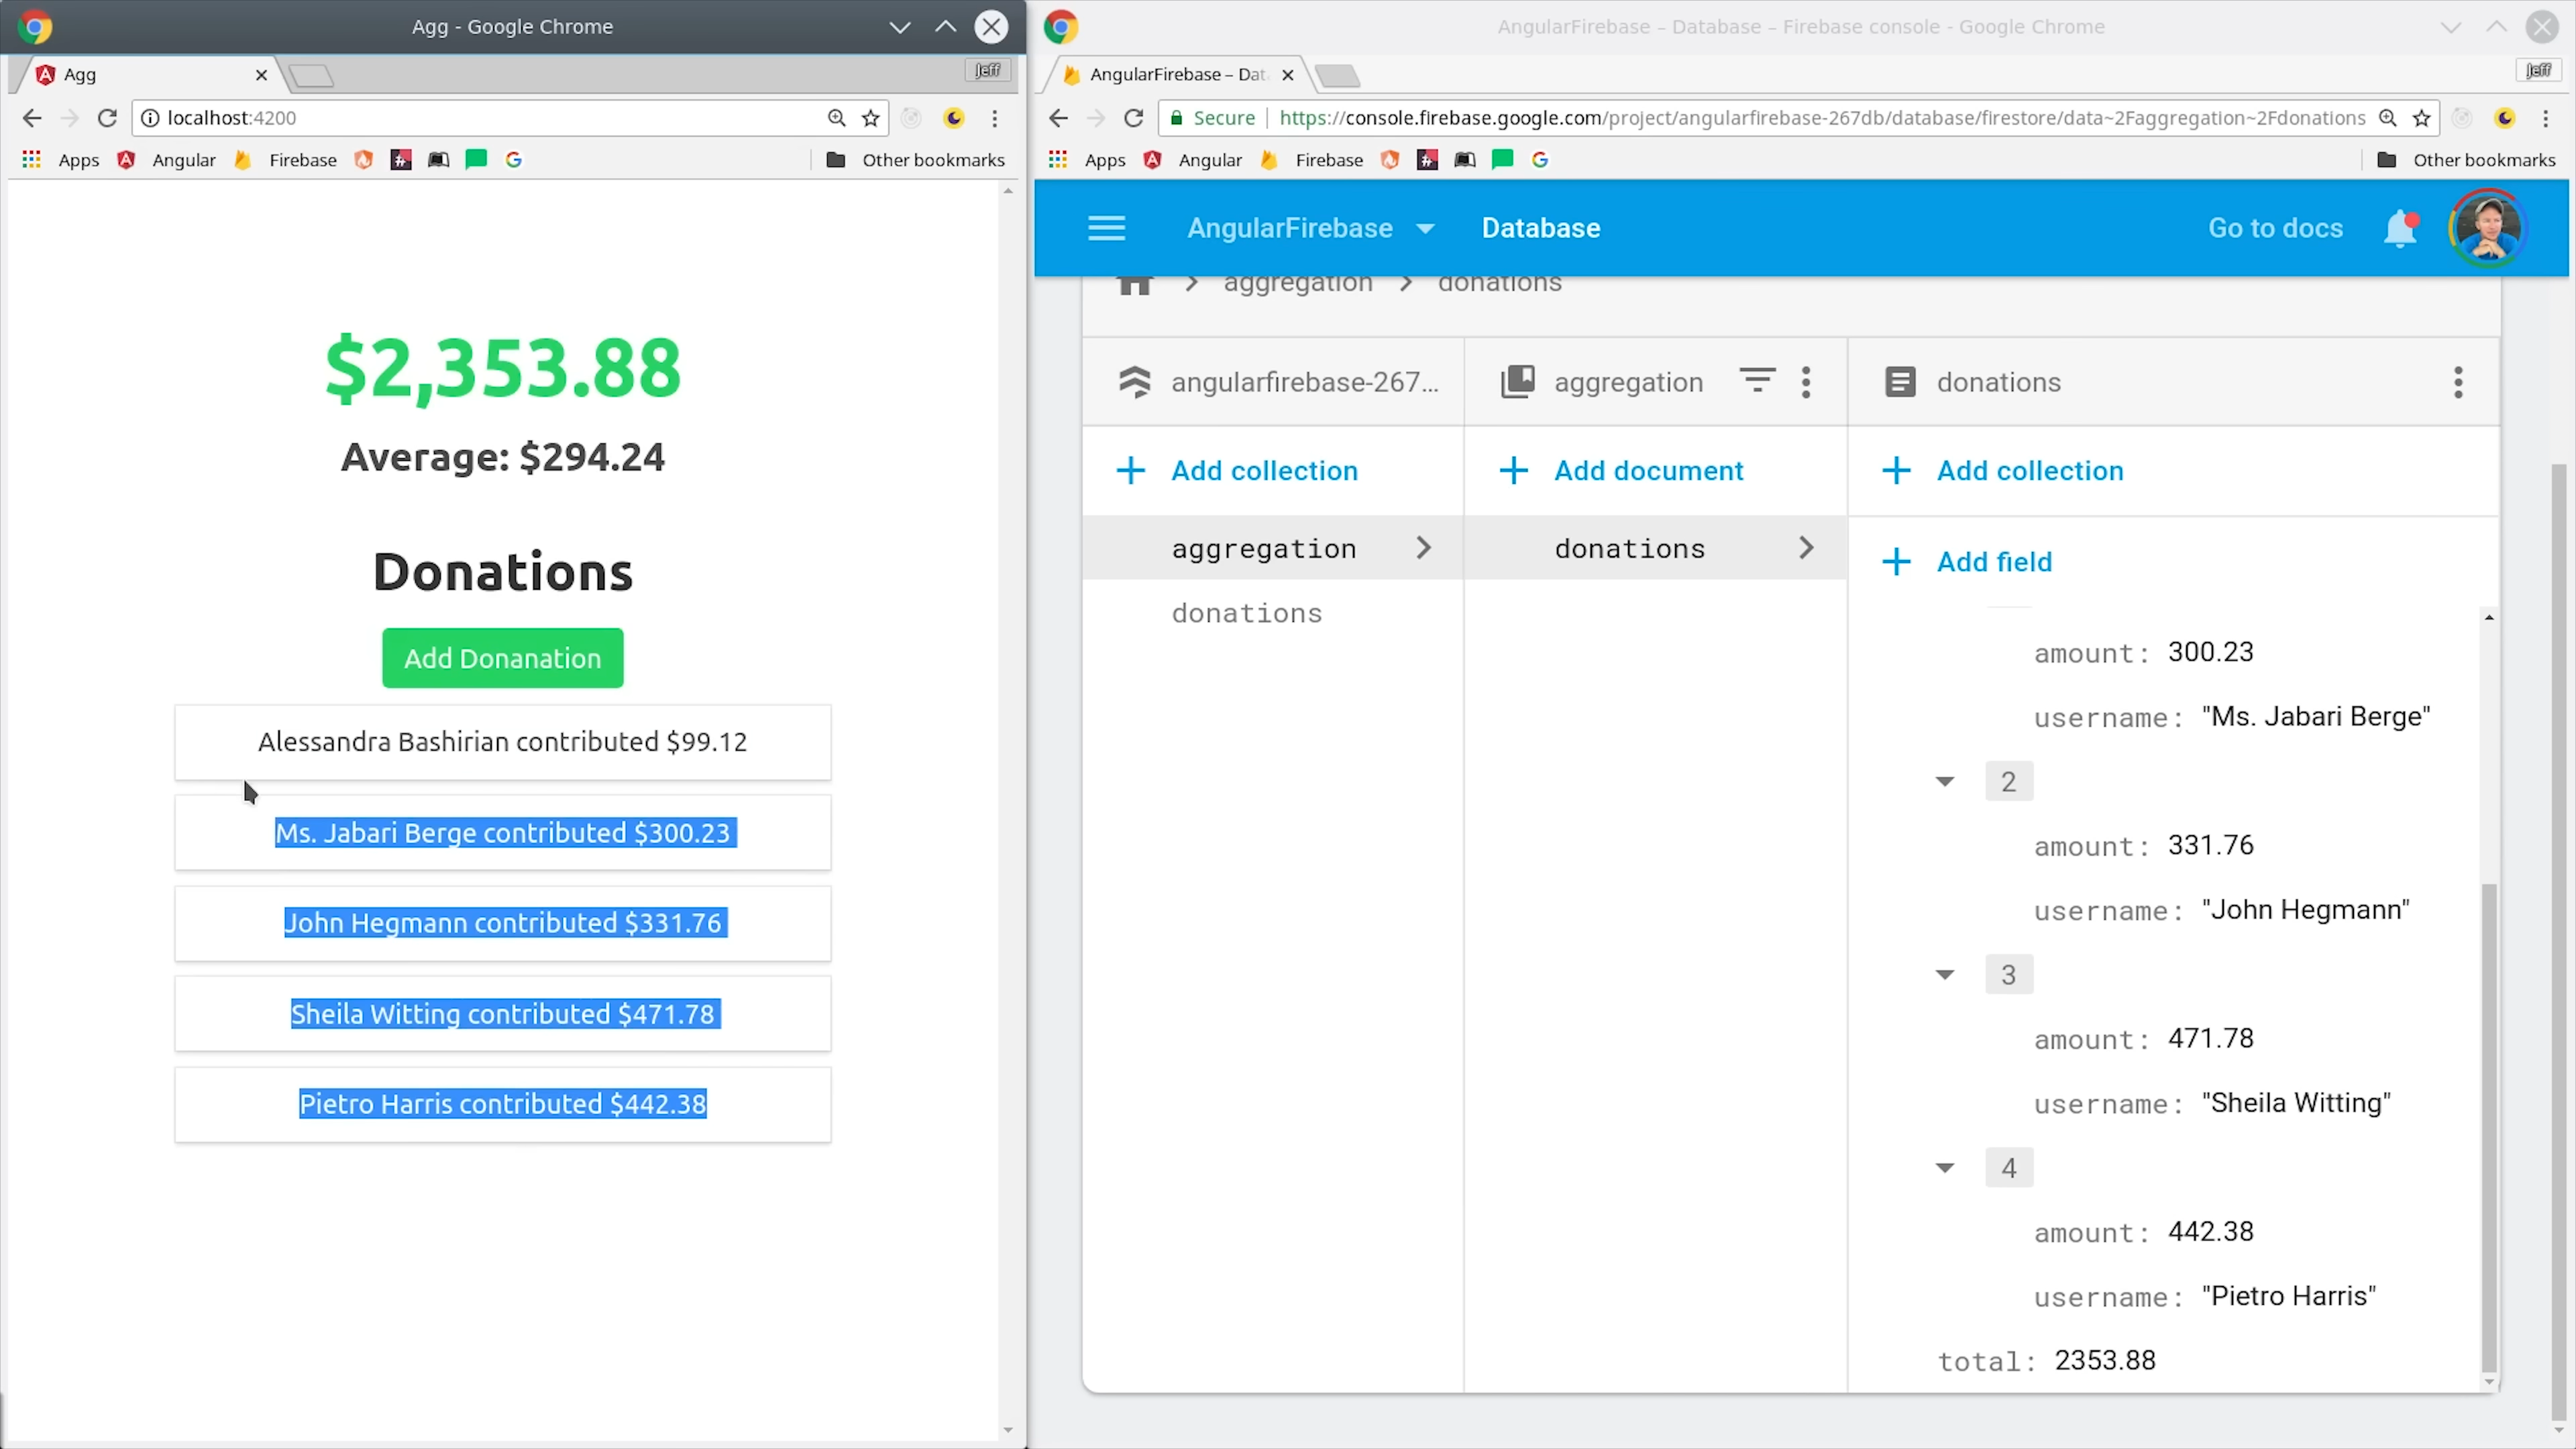 Agg - Google Chrome
Agg
Jeff
localhost:4200
Apps Angular Firebase Other bookmarks
$2,353.88
Average: $294.24
Donations
Add Donanation
Alessandra Bashirian contributed $99.12
Ms. Jabari Berge contributed $300.23
John Hegmann contributed $331.76
Sheila Witting contributed $471.78
Pietro Harris contributed $442.38
AngularFirebase – Database – Firebase console - Google Chrome
AngularFirebase – Dat
Jeff
Secure https://console.firebase.google.com/project/angularfirebase-267db/database/firestore/data~2Faggregation~2Fdonations
Apps Angular Firebase Other bookmarks
AngularFirebase Database Go to docs
aggregation donations
angularfirebase-267... aggregation donations
Add collection Add document Add collection
aggregation donations Add field
donations
amount: 300.23
username: "Ms. Jabari Berge"
2
amount: 331.76
username: "John Hegmann"
3
amount: 471.78
username: "Sheila Witting"
4
amount: 442.38
username: "Pietro Harris"
total: 2353.88